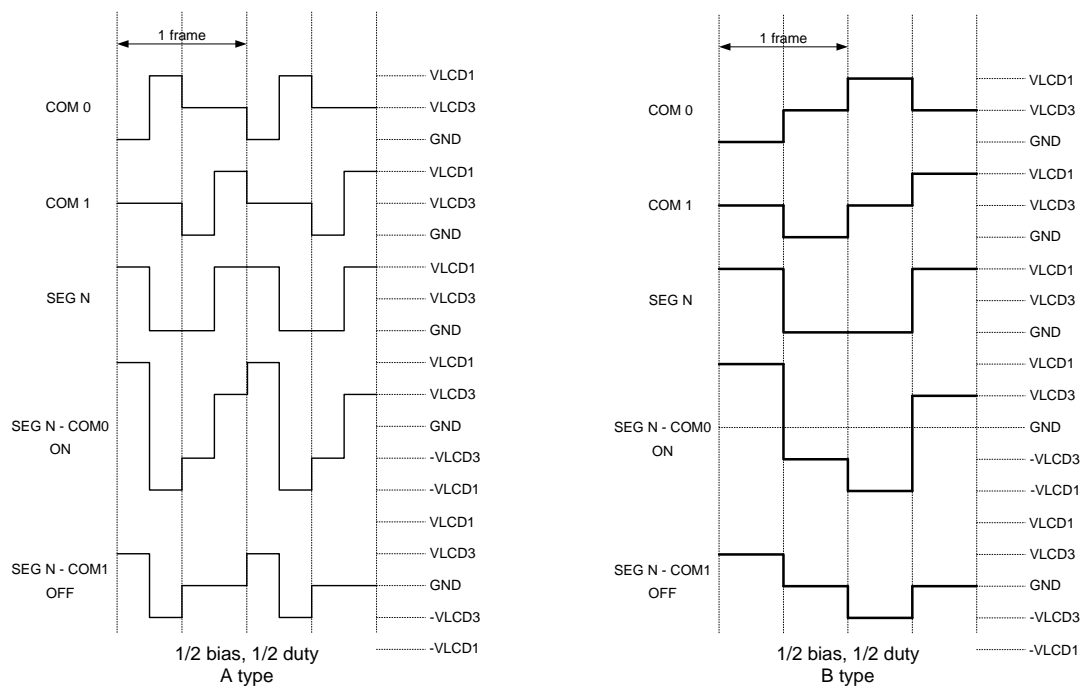 1 frame
COM 0
VLCD1
VLCD3
GND
COM 1
VLCD1
VLCD3
GND
SEG N
VLCD1
VLCD3
GND
SEG N - COM0
ON
VLCD1
VLCD3
GND
-VLCD3
-VLCD1
SEG N - COM1
OFF
VLCD1
VLCD3
GND
-VLCD3
-VLCD1
1/2 bias, 1/2 duty
A type
1 frame
COM 0
VLCD1
VLCD3
GND
COM 1
VLCD1
VLCD3
GND
SEG N
VLCD1
VLCD3
GND
SEG N - COM0
ON
VLCD1
VLCD3
GND
-VLCD3
-VLCD1
SEG N - COM1
OFF
VLCD1
VLCD3
GND
-VLCD3
-VLCD1
1/2 bias, 1/2 duty
B type